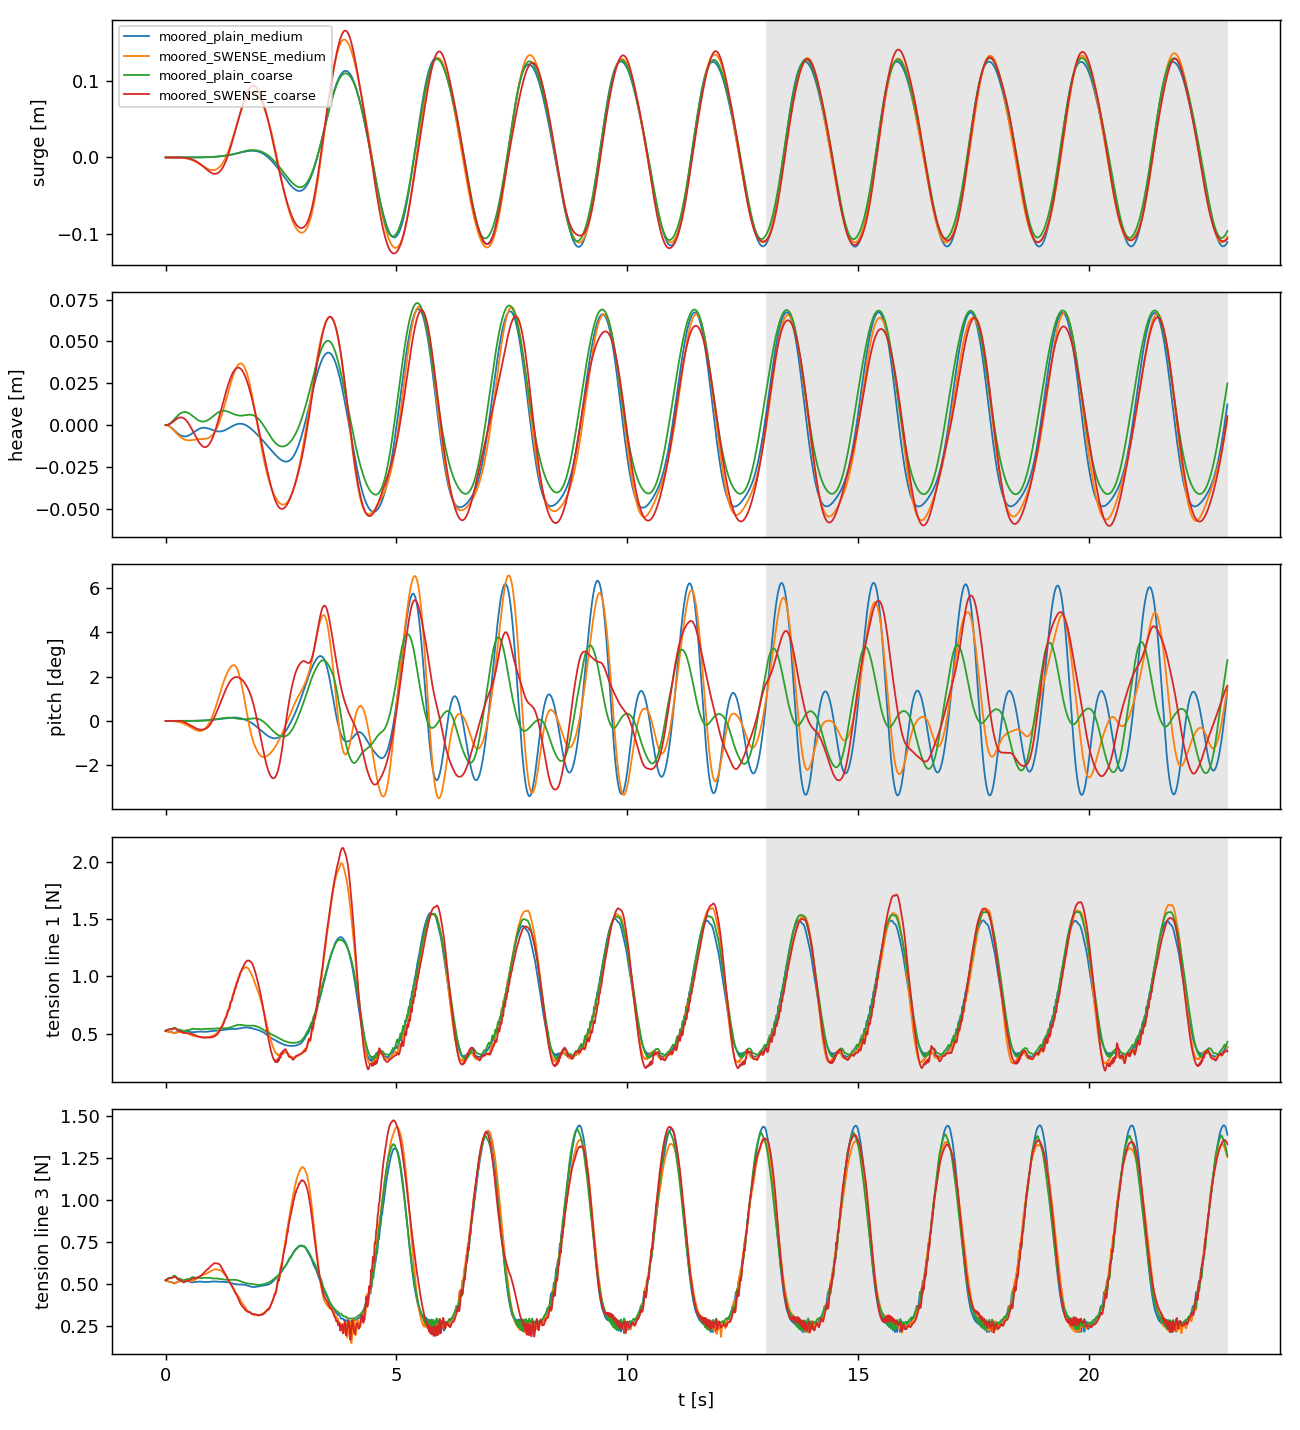 moored_plain_medium
moored_SWENSE_medium
moored_plain_coarse
moored_SWENSE_coarse
surge [m]
0.1
0.0
−0.1
heave [m]
0.075
0.050
0.025
0.000
−0.025
−0.050
pitch [deg]
6
4
2
0
−2
tension line 1 [N]
2.0
1.5
1.0
0.5
tension line 3 [N]
1.50
1.25
1.00
0.75
0.50
0.25
0 5 10 15 20
t [s]